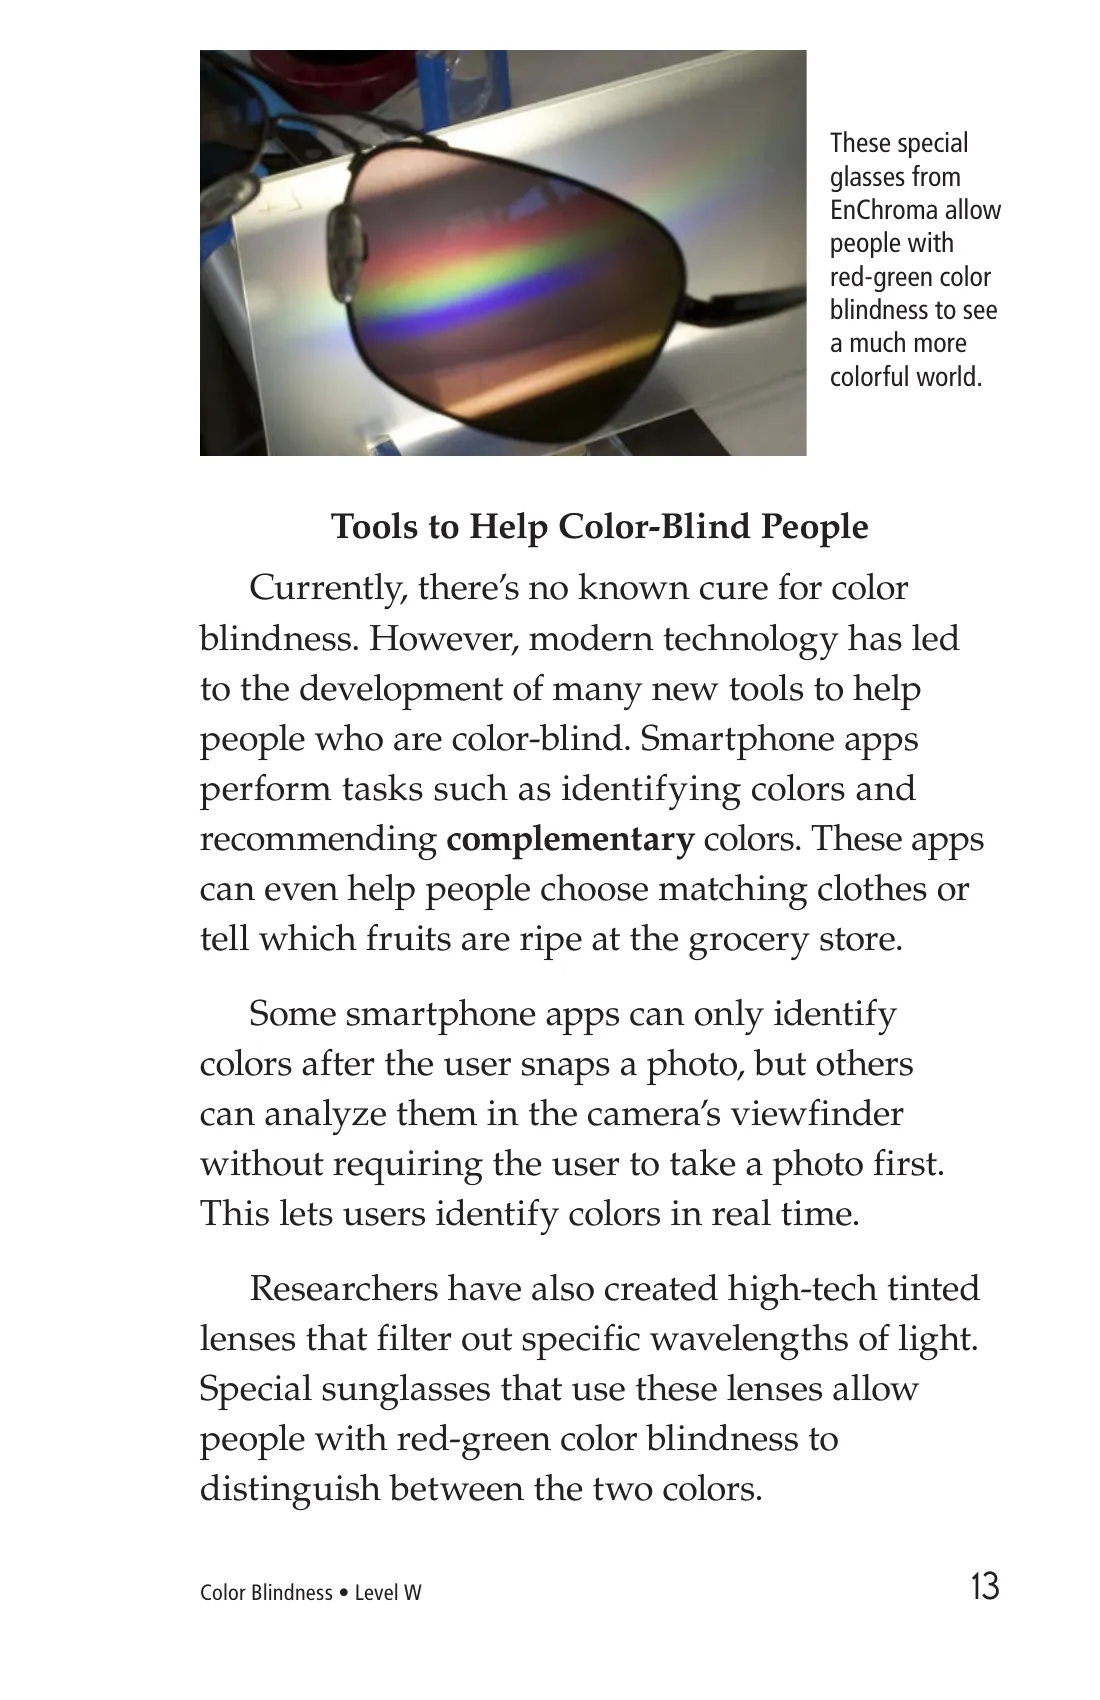 These special
glasses from
EnChroma allow
people with
red-green color
blindness to see
a much more
colorful world.
Tools to Help Color-Blind People
Currently, there’s no known cure for color
blindness. However, modern technology has led
to the development of many new tools to help
people who are color-blind. Smartphone apps
perform tasks such as identifying colors and
recommending complementary colors. These apps
can even help people choose matching clothes or
tell which fruits are ripe at the grocery store.
Some smartphone apps can only identify
colors after the user snaps a photo, but others
can analyze them in the camera’s viewfinder
without requiring the user to take a photo first.
This lets users identify colors in real time.
Researchers have also created high-tech tinted
lenses that filter out specific wavelengths of light.
Special sunglasses that use these lenses allow
people with red-green color blindness to
distinguish between the two colors.
Color Blindness • Level W
13